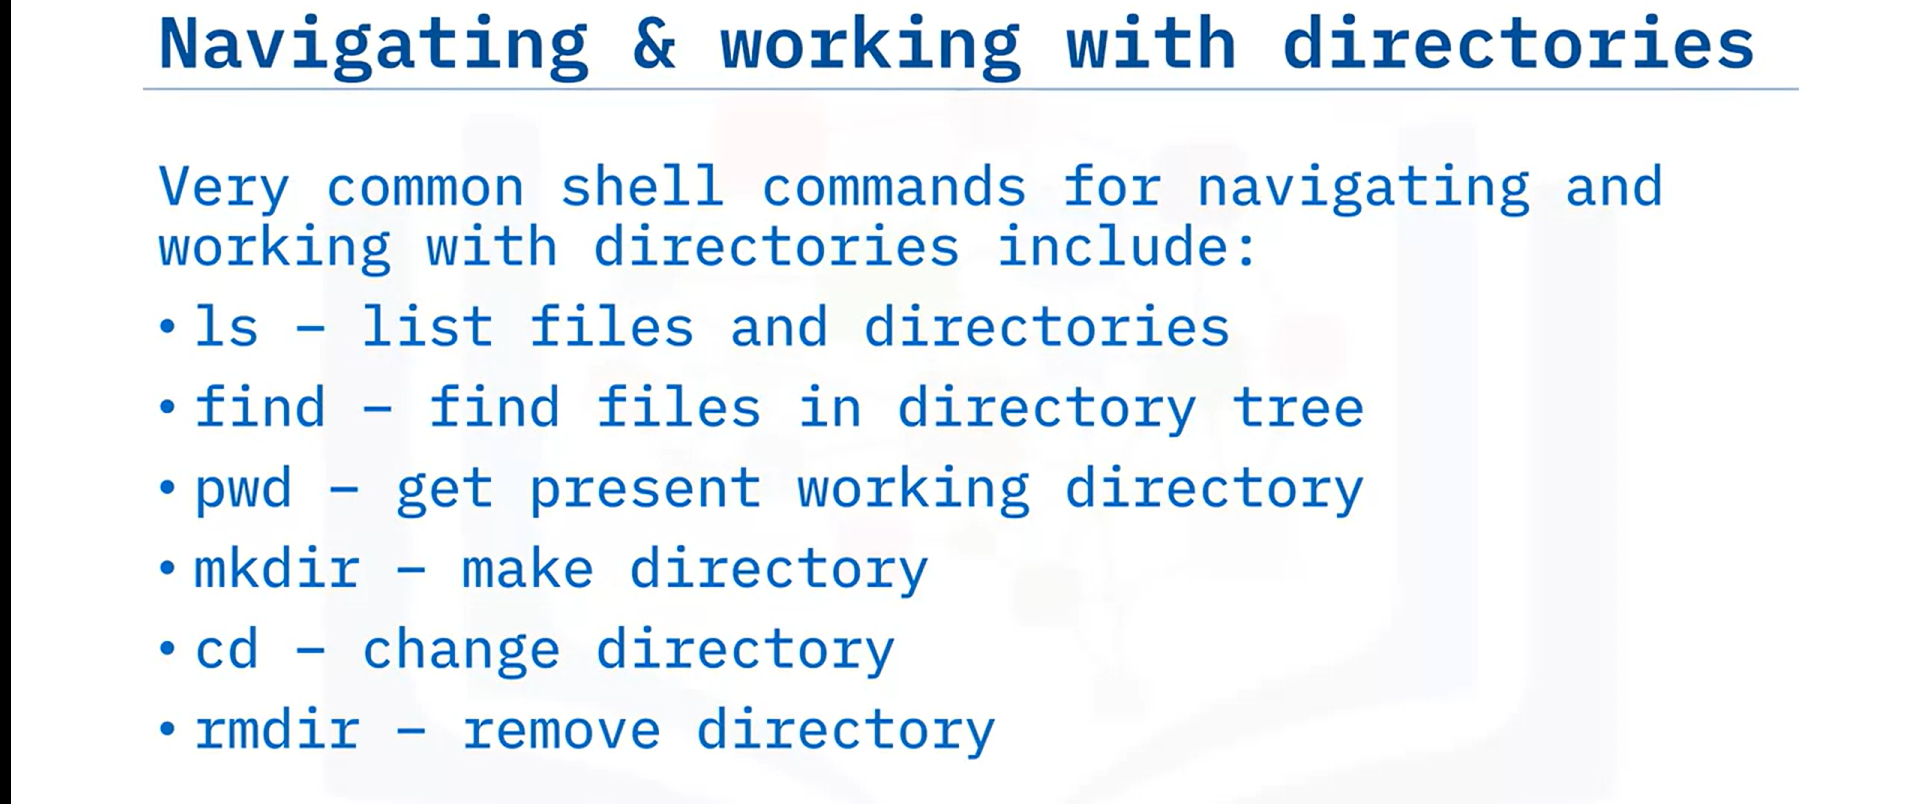 Navigating & working with directories
Very common shell commands for navigating and
working with directories include:
• ls – list files and directories
• find – find files in directory tree
• pwd – get present working directory
• mkdir – make directory
• cd – change directory
• rmdir – remove directory